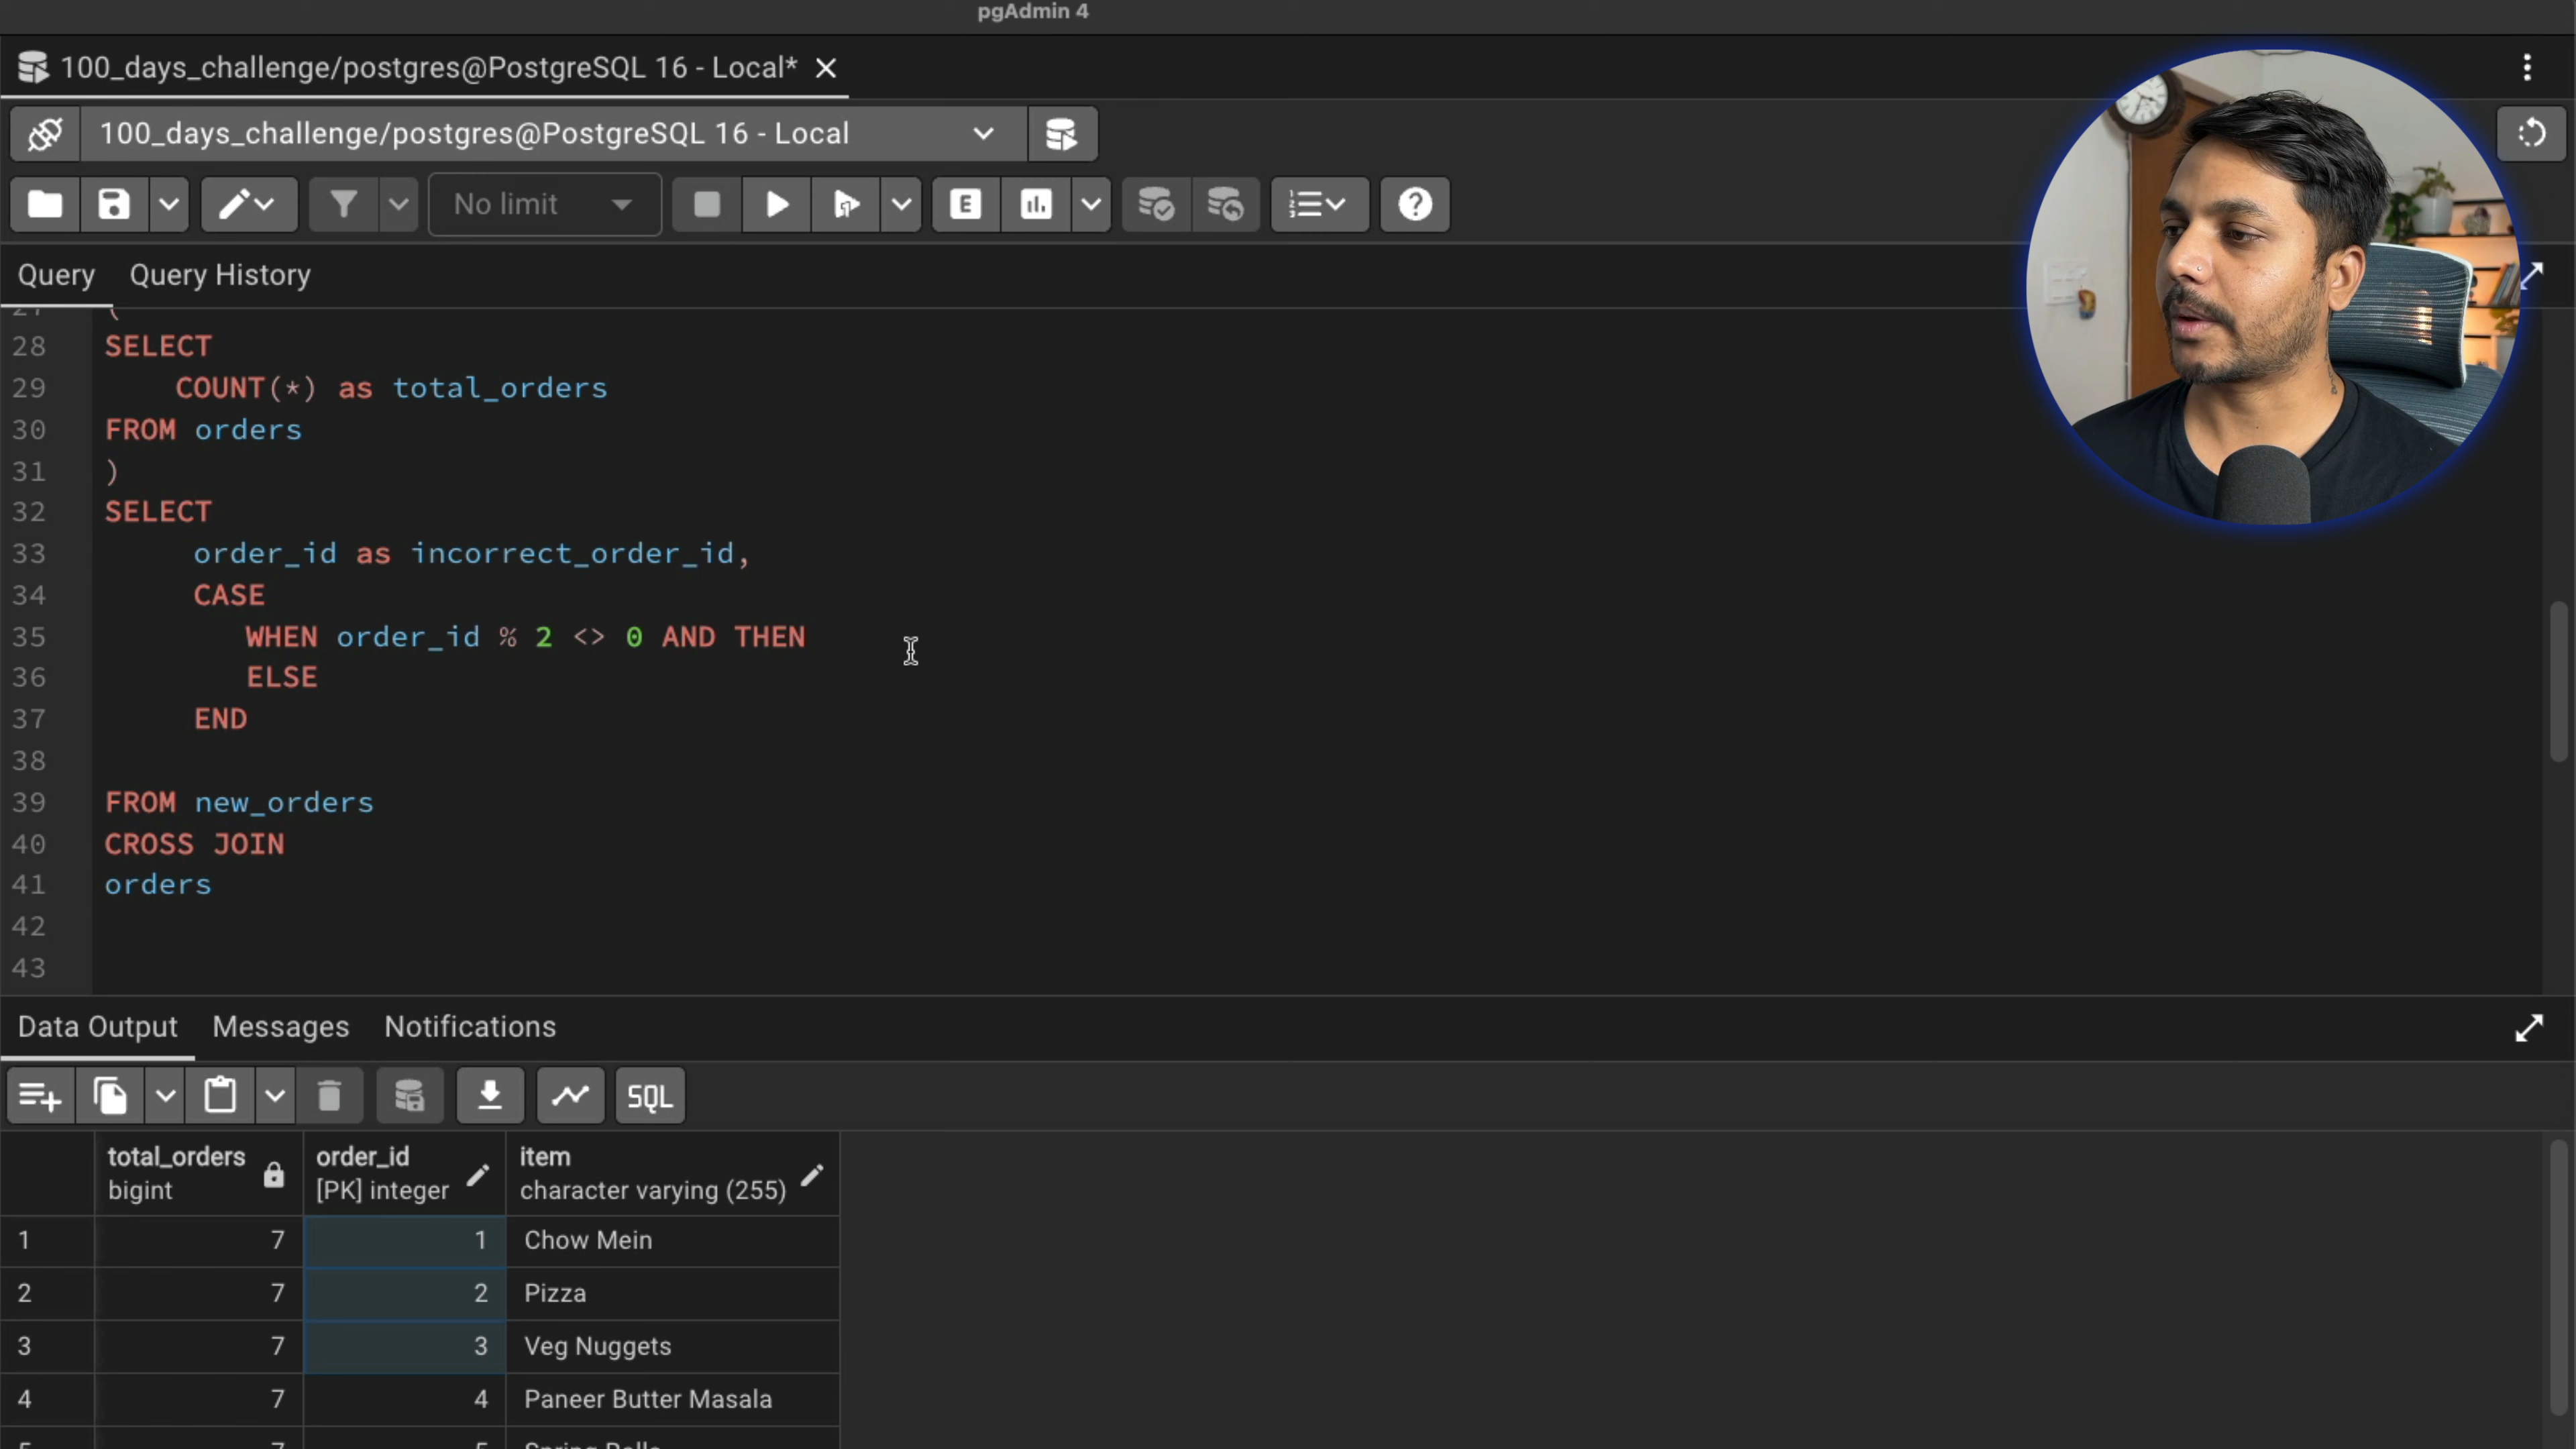 pgAdmin 4
100_days_challenge/postgres@PostgreSQL 16 - Local*
100_days_challenge/postgres@PostgreSQL 16 - Local
No limit
E
Query Query History
28 SELECT
29 COUNT(*) as total_orders
30 FROM orders
31 )
32 SELECT
33 order_id as incorrect_order_id,
34 CASE
35 WHEN order_id % 2 <> 0 AND THEN
36 ELSE
37 END
38
39 FROM new_orders
40 CROSS JOIN
41 orders
42
43
Data Output Messages Notifications
SQL
total_orders order_id item
bigint [PK] integer character varying (255)
1 7 1 Chow Mein
2 7 2 Pizza
3 7 3 Veg Nuggets
4 7 4 Paneer Butter Masala